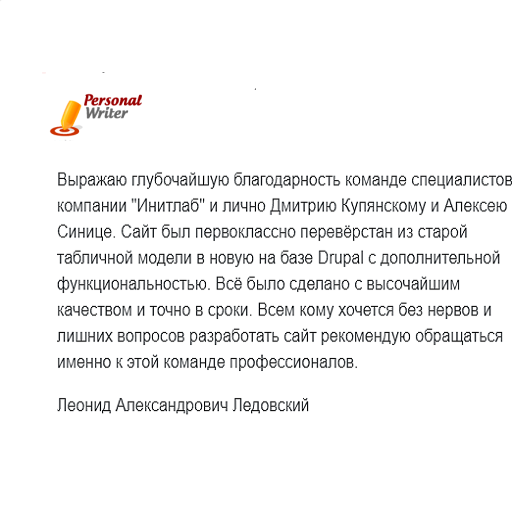 Personal
Writer
Выражаю глубочайшую благодарность команде специалистов
компании "Инитлаб" и лично Дмитрию Купянскому и Алексею
Синице. Сайт был первоклассно перевёрстан из старой
табличной модели в новую на базе Drupal с дополнительной
функциональностью. Всё было сделано с высочайшим
качеством и точно в сроки. Всем кому хочется без нервов и
лишних вопросов разработать сайт рекомендую обращаться
именно к этой команде профессионалов.
Леонид Александрович Ледовский